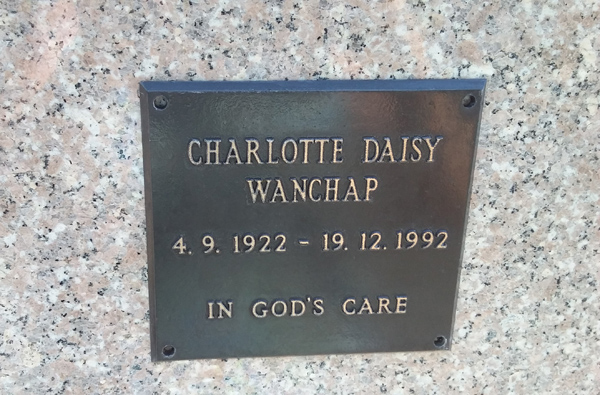 CHARLOTTE DAISY
WANCHAP
4. 9. 1922 - 19. 12. 1992
IN GOD'S CARE